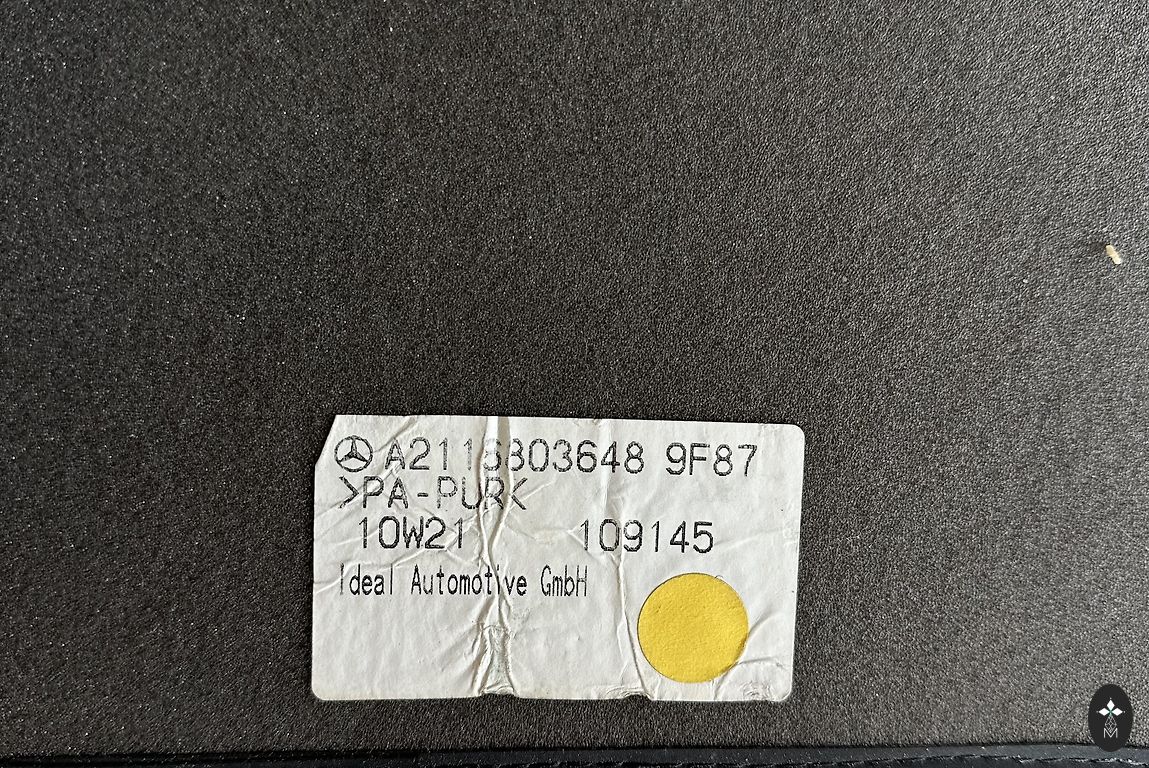 A2116803648 9F87
>PA-PUR<
10W21 109145
Ideal Automotive GmbH
M